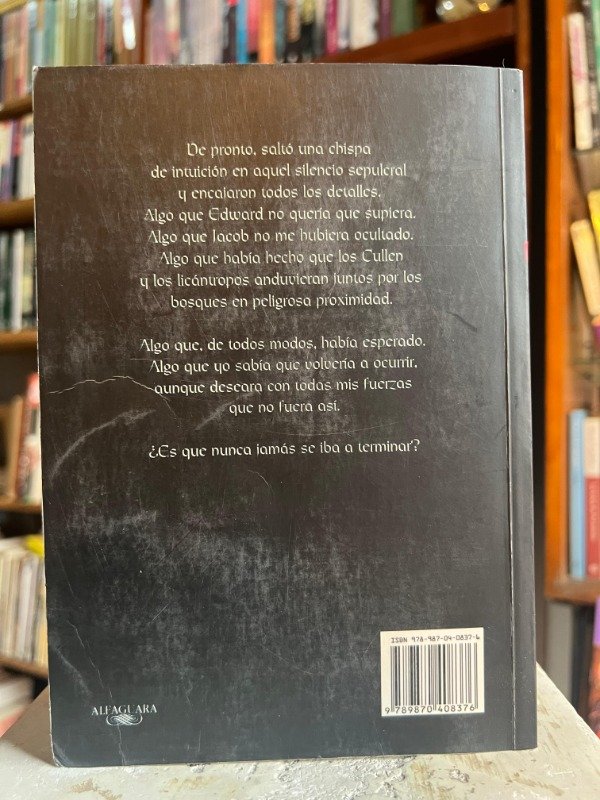 De pronto, saltó una chispa
de intuición en aquel silencio sepulcral
y encajaron todos los detalles.
Algo que Edward no quería que supiera.
Algo que Jacob no me hubiera ocultado.
Algo que había hecho que los Cullen
y los licántropos anduvieran juntos por los
bosques en peligrosa proximidad.
Algo que, de todos modos, había esperado.
Algo que yo sabía que volvería a ocurrir,
aunque deseara con todas mis fuerzas
que no fuera así.
¿Es que nunca jamás se iba a terminar?
ISBN 978-987-04-0837-6
9 789870 408376
ALFAGUARA